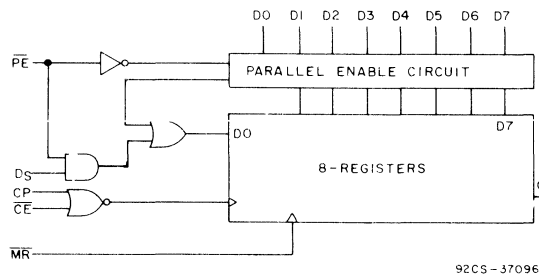 D0 D1 D2 D3 D4 D5 D6 D7
PE
PARALLEL ENABLE CIRCUIT
D0 D7
8-REGISTERS
DS
CP
CE
MR
92CS-37096